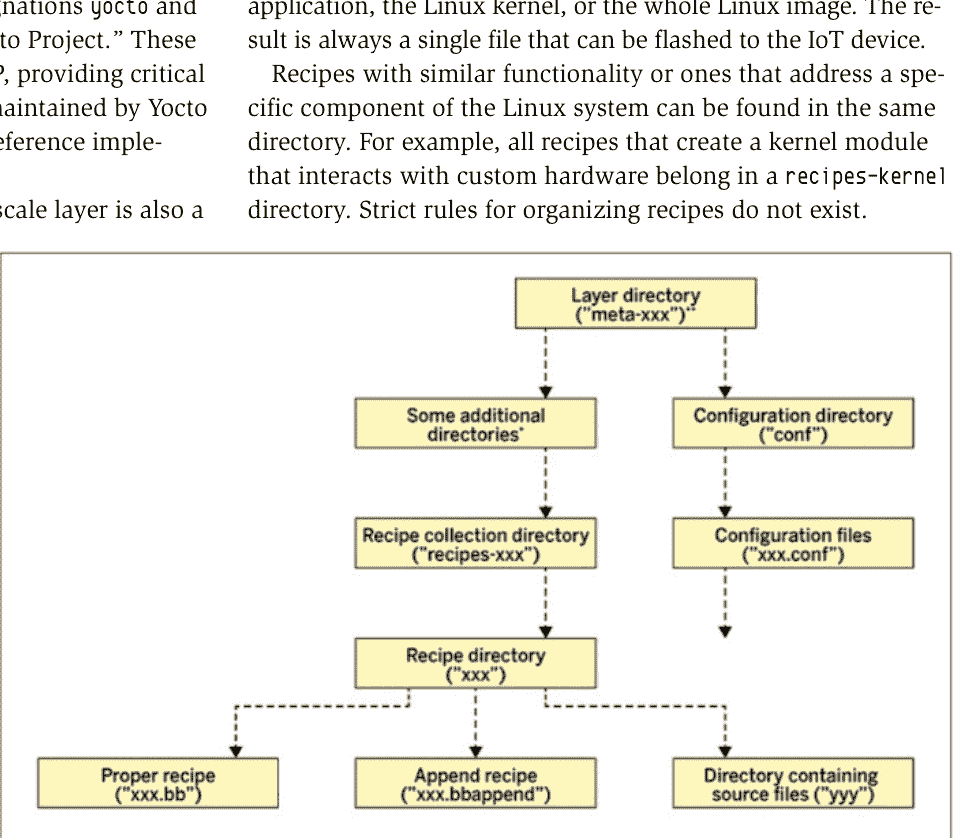 gnations yocto and
to Project.” These
P, providing critical
maintained by Yocto
eference imple-
scale layer is also a
application, the Linux kernel, or the whole Linux image. The re-
sult is always a single file that can be flashed to the IoT device.
Recipes with similar functionality or ones that address a spe-
cific component of the Linux system can be found in the same
directory. For example, all recipes that create a kernel module
that interacts with custom hardware belong in a recipes-kernel
directory. Strict rules for organizing recipes do not exist.
Layer directory
("meta-xxx")**
Some additional
directories*
Configuration directory
("conf")
Recipe collection directory
("recipes-xxx")
Configuration files
("xxx.conf")
Recipe directory
("xxx")
Proper recipe
("xxx.bb")
Append recipe
("xxx.bbappend")
Directory containing
source files ("yyy")